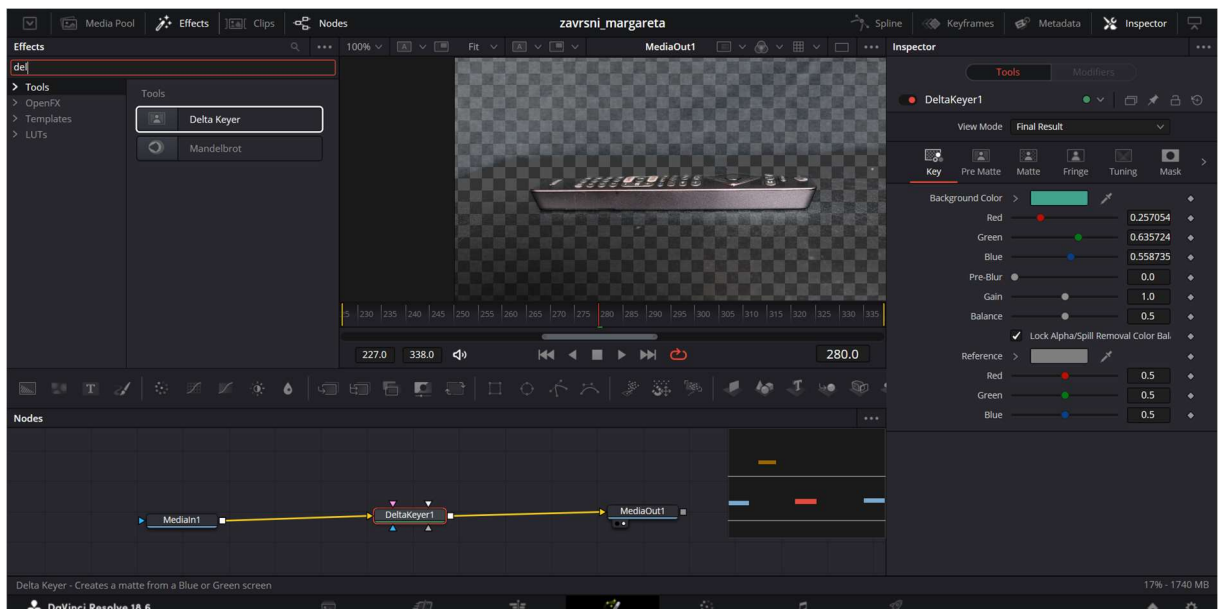 Media Pool Effects Clips Nodes zavrsni_margareta Spline Keyframes Metadata Inspector
Effects 100% Fit MediaOut1 Inspector
del
Tools Modifiers
Tools
OpenFX
Templates
LUTs
Tools
Delta Keyer
Mandelbrot
DeltaKeyer1
View Mode Final Result
Key Pre Matte Matte Fringe Tuning Mask
Background Color
Red 0.257054
Green 0.635724
Blue 0.558735
Pre-Blur 0.0
Gain 1.0
Balance 0.5
Lock Alpha/Spill Removal Color Bal
Reference
Red 0.5
Green 0.5
Blue 0.5
230 235 240 245 250 255 260 265 270 275 280 285 290 295 300 305 310 315 320 325 330 335
227.0 338.0 280.0
T
Nodes
MediaIn1 DeltaKeyer1 MediaOut1
Delta Keyer - Creates a matte from a Blue or Green screen 17% - 1740 MB
DaVinci Resolve 18.6